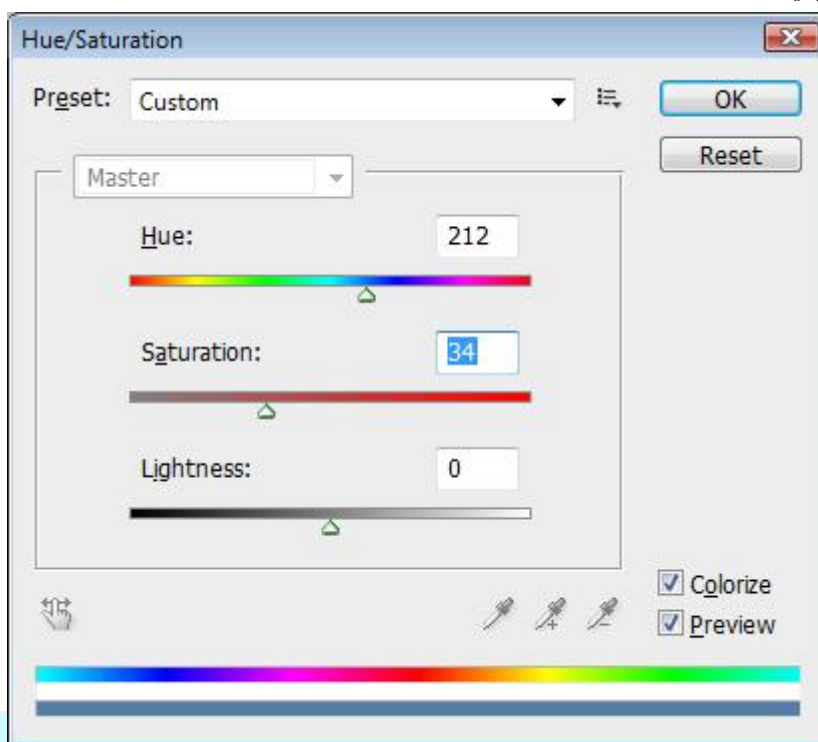 Hue/Saturation
Preset: Custom
OK
Reset
Master
Hue: 212
Saturation: 34
Lightness: 0
Colorize
Preview